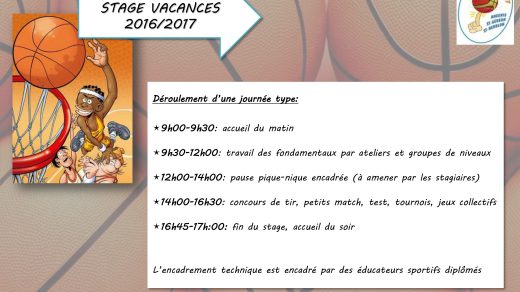 STAGE VACANCES
2016/2017
Déroulement d'une journée type:
★9h00-9h30: accueil du matin
★9h30-12h00: travail des fondamentaux par ateliers et groupes de niveaux
★12h00-14h00: pause pique-nique encadrée (à amener par les stagiaires)
★14h00-16h30: concours de tir, petits match, test, tournois, jeux collectifs
★16h45-17h:00: fin du stage, accueil du soir
L'encadrement technique est encadré par des éducateurs sportifs diplômés